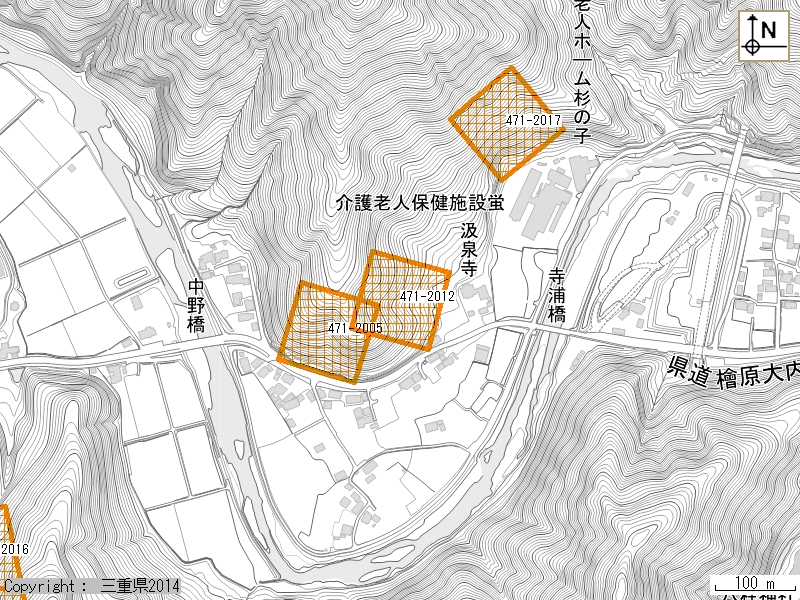 老人ホーム杉の子
N
471-2017
介護老人保健施設蛍
汲泉寺
寺浦橋
中野橋
471-2012
471-2005
県道檜原大内
2016
100 m
Copyright : 三重県2014